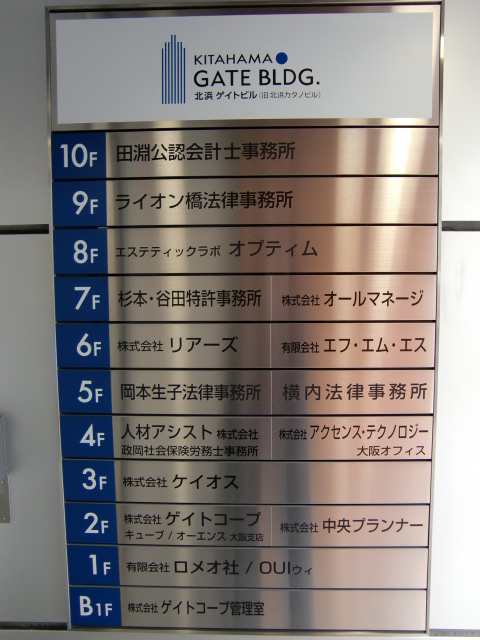 KITAHAMA
GATE BLDG.
北浜 ゲイトビル(旧 北浜カタノビル)
10F 田淵公認会計士事務所
9F ライオン橋法律事務所
8F エステティックラボ オプティム
7F 杉本・谷田特許事務所 株式会社 オールマネージ
6F 株式会社 リアーズ 有限会社 エフ・エム・エス
5F 岡本生子法律事務所 横内法律事務所
4F 人材アシスト 株式会社 株式会社 アクセンス・テクノロジー
政岡社会保険労務士事務所 大阪オフィス
3F 株式会社 ケイオス
2F 株式会社 ゲイトコープ 株式会社 中央プランナー
キューブ / オーエンス 大阪支店
1F 有限会社 ロメオ社 / OUIウィ
B1F 株式会社 ゲイトコープ管理室